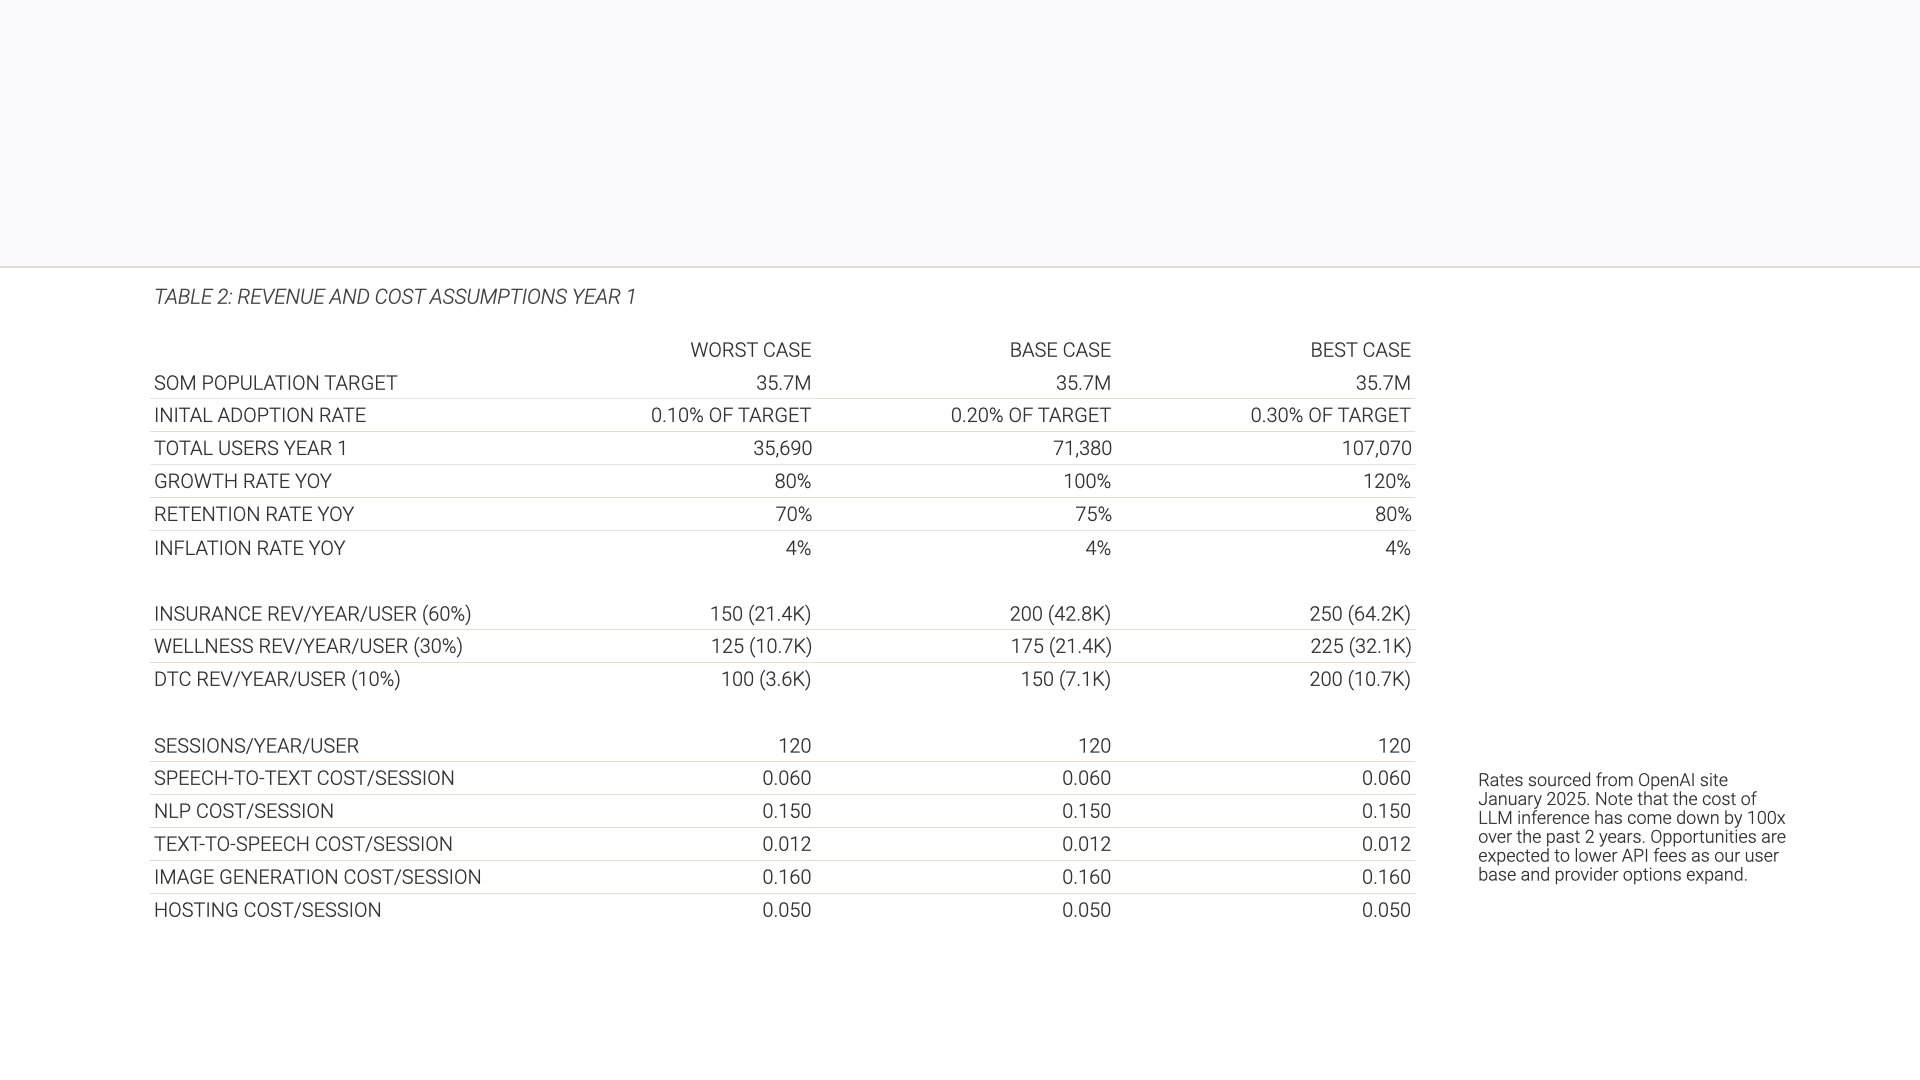 TABLE 2: REVENUE AND COST ASSUMPTIONS YEAR 1
WORST CASE BASE CASE BEST CASE
SOM POPULATION TARGET 35.7M 35.7M 35.7M
INITAL ADOPTION RATE 0.10% OF TARGET 0.20% OF TARGET 0.30% OF TARGET
TOTAL USERS YEAR 1 35,690 71,380 107,070
GROWTH RATE YOY 80% 100% 120%
RETENTION RATE YOY 70% 75% 80%
INFLATION RATE YOY 4% 4% 4%
INSURANCE REV/YEAR/USER (60%) 150 (21.4K) 200 (42.8K) 250 (64.2K)
WELLNESS REV/YEAR/USER (30%) 125 (10.7K) 175 (21.4K) 225 (32.1K)
DTC REV/YEAR/USER (10%) 100 (3.6K) 150 (7.1K) 200 (10.7K)
SESSIONS/YEAR/USER 120 120 120
SPEECH-TO-TEXT COST/SESSION 0.060 0.060 0.060
NLP COST/SESSION 0.150 0.150 0.150
TEXT-TO-SPEECH COST/SESSION 0.012 0.012 0.012
IMAGE GENERATION COST/SESSION 0.160 0.160 0.160
HOSTING COST/SESSION 0.050 0.050 0.050
Rates sourced from OpenAI site
January 2025. Note that the cost of
LLM inference has come down by 100x
over the past 2 years. Opportunities are
expected to lower API fees as our user
base and provider options expand.